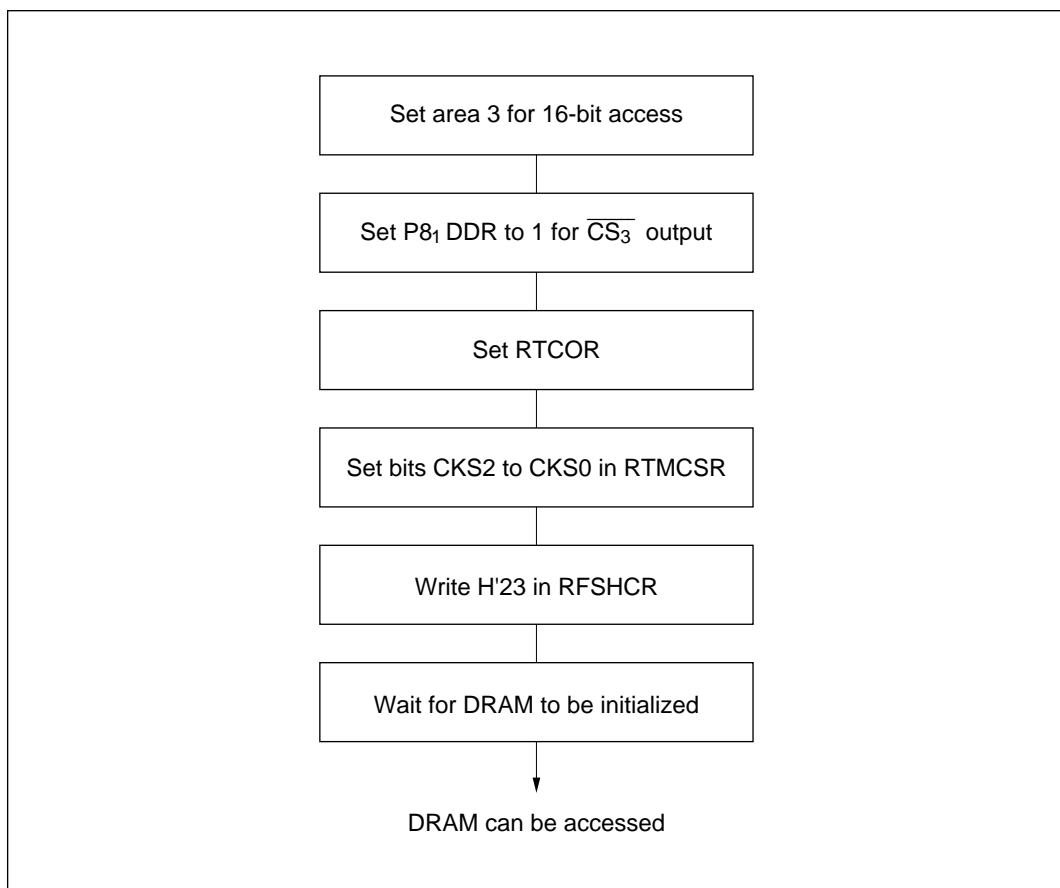 Set area 3 for 16-bit access
Set P8₁ DDR to 1 for C̅S̅₃̅ output
Set RTCOR
Set bits CKS2 to CKS0 in RTMCSR
Write H'23 in RFSHCR
Wait for DRAM to be initialized
DRAM can be accessed